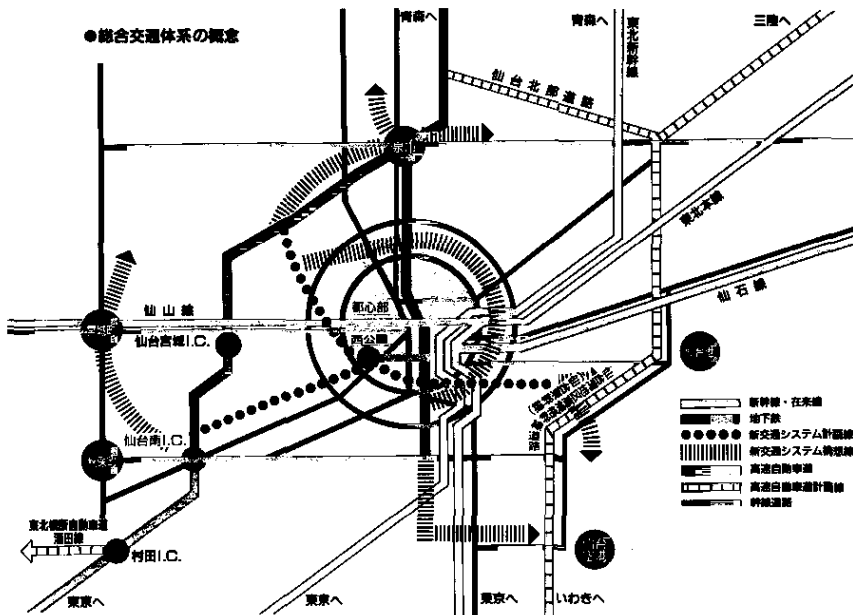 ●総合交通体系の概念
青森へ
青森へ
東北新幹線
三陸へ
仙台北部道路
東北本線
仙石線
仙山線
都心部
西公園
仙台宮城I.C.
仙台南I.C.
東北横断自動車道
酒田線
村田I.C.
東京へ
東京へ
東京へ
いわきへ
新幹線・在来線
地下鉄
新交通システム計画線
新交通システム構想線
高速自動車道
高速自動車道計画線
幹線道路